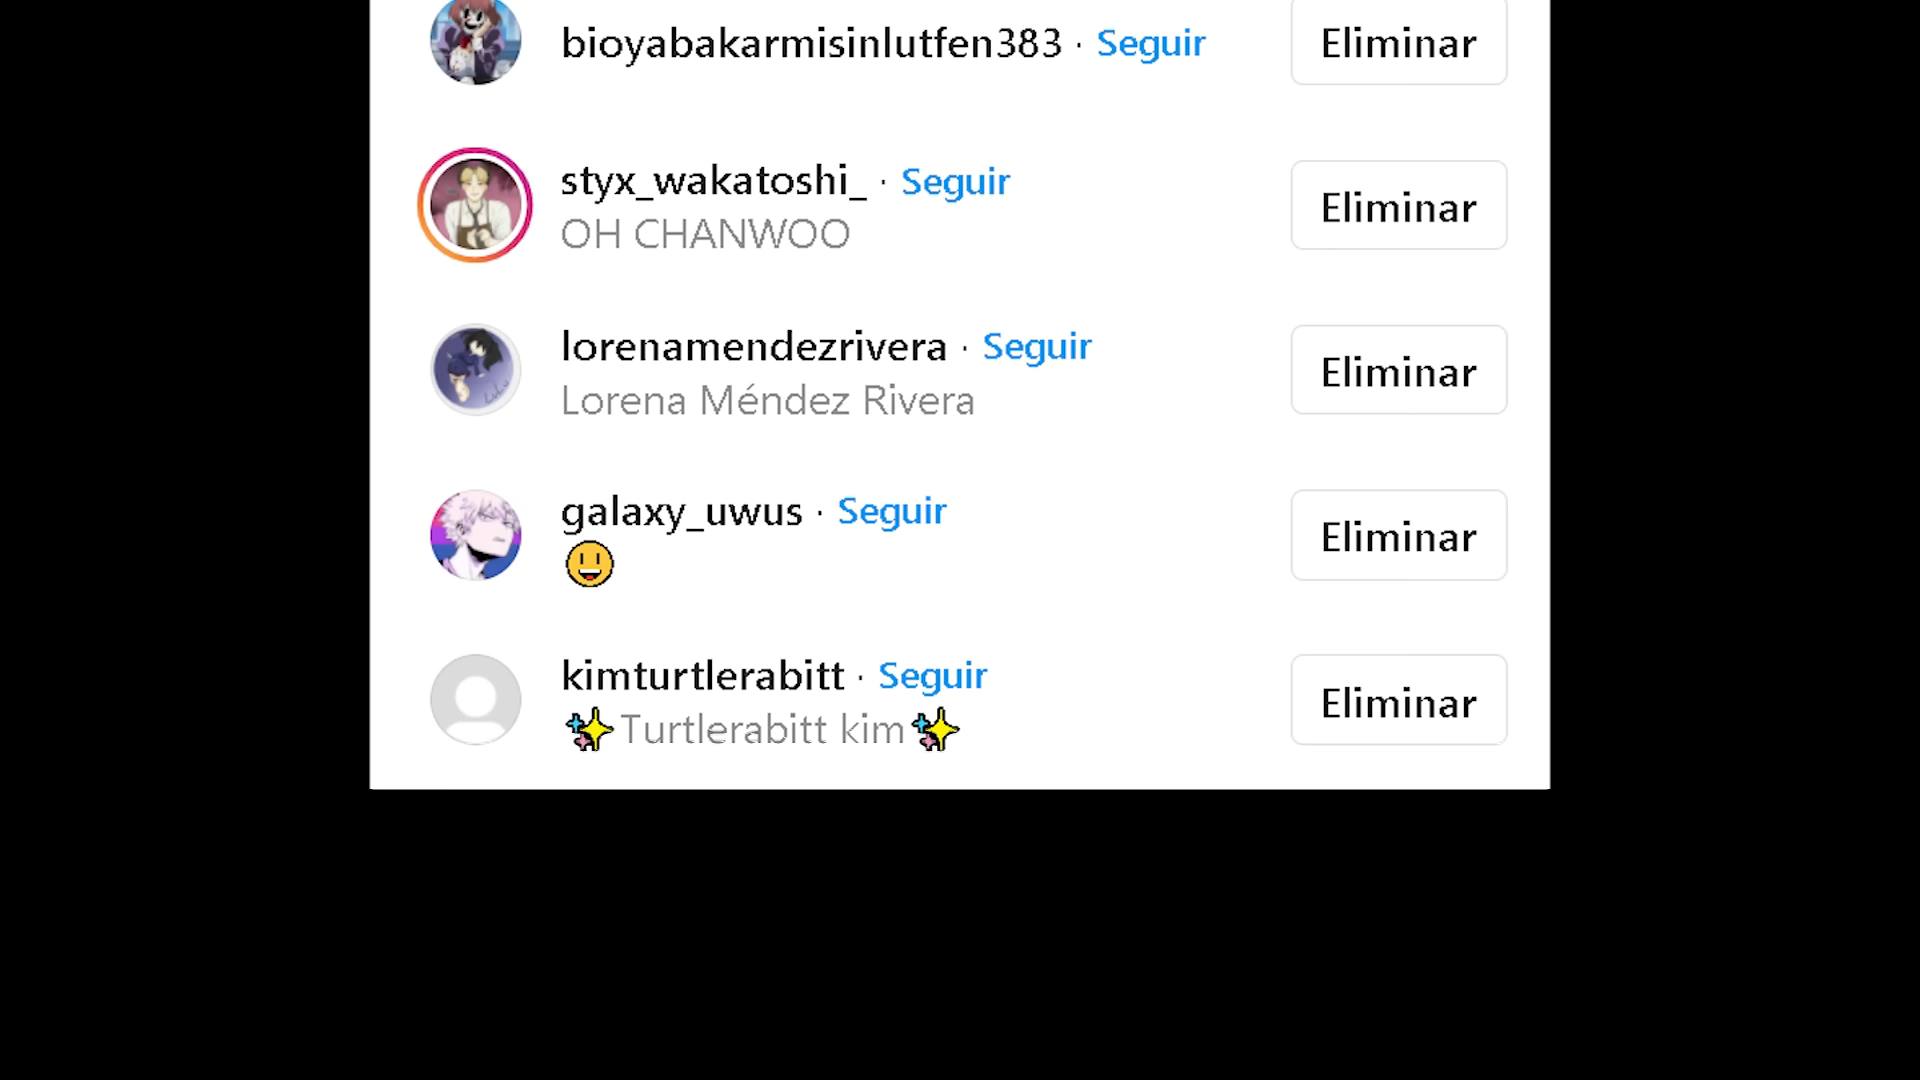 bioyabakarmisinlutfen383 · Seguir Eliminar
styx_wakatoshi_ · Seguir Eliminar
OH CHANWOO
lorenamendezrivera · Seguir Eliminar
Lorena Méndez Rivera
galaxy_uwus · Seguir Eliminar
😃
kimturtlerabitt · Seguir Eliminar
✨Turtlerabitt kim✨